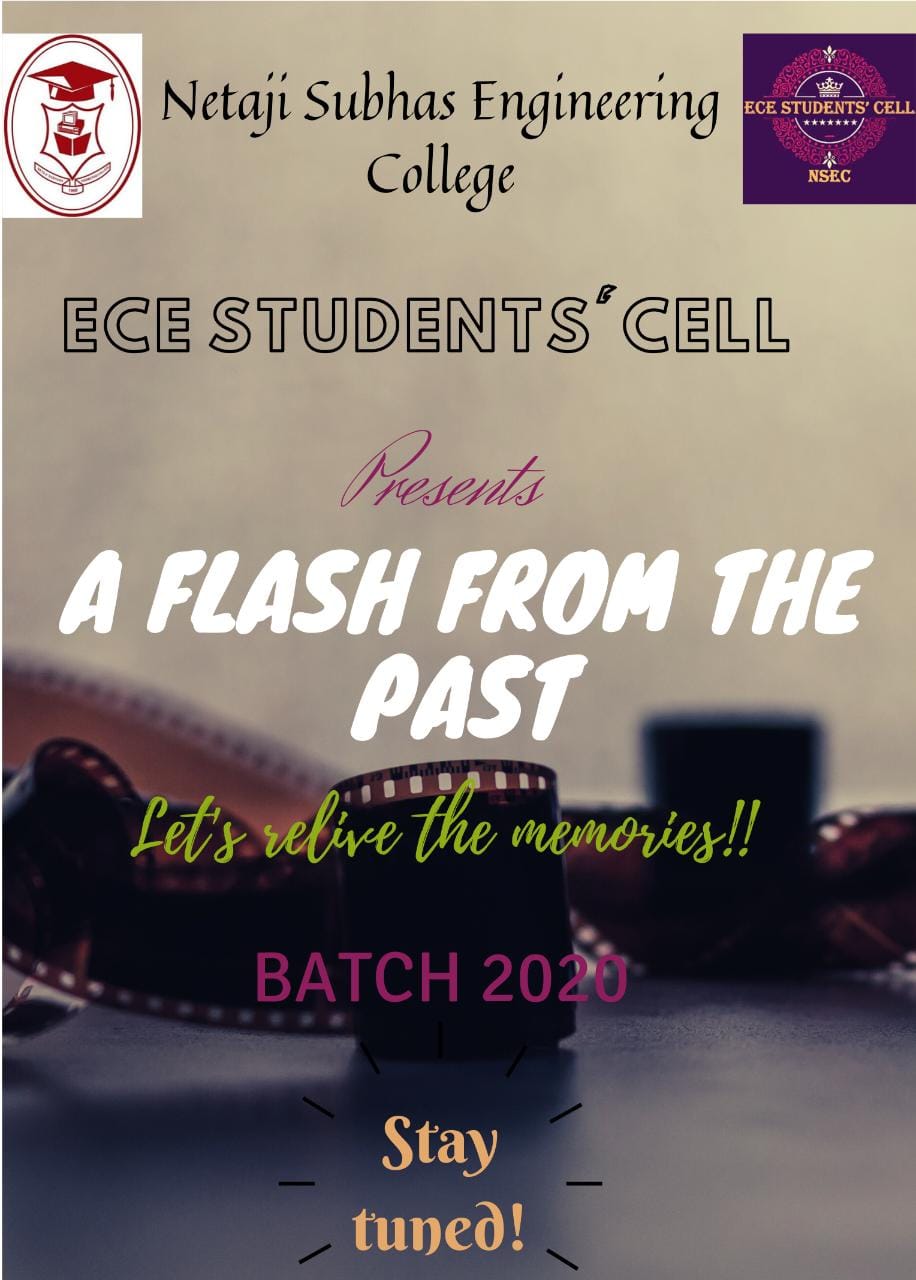 Netaji Subhas Engineering
College
ECE STUDENTS' CELL
★★★★★★★
NSEC
ECE STUDENTS' CELL
Presents
A FLASH FROM THE
PAST
Let's relive the memories!!
BATCH 2020
Stay
tuned!